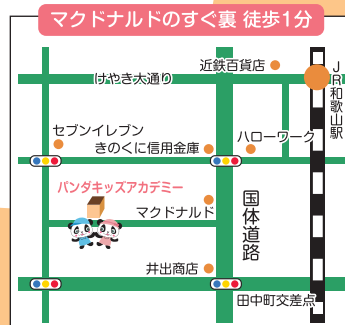 マクドナルドのすぐ裏 徒歩1分
近鉄百貨店
けやき大通り
JR和歌山駅
セブンイレブン
きのくに信用金庫
ハローワーク
パンダキッズアカデミー
マクドナルド
国体道路
井出商店
田中町交差点